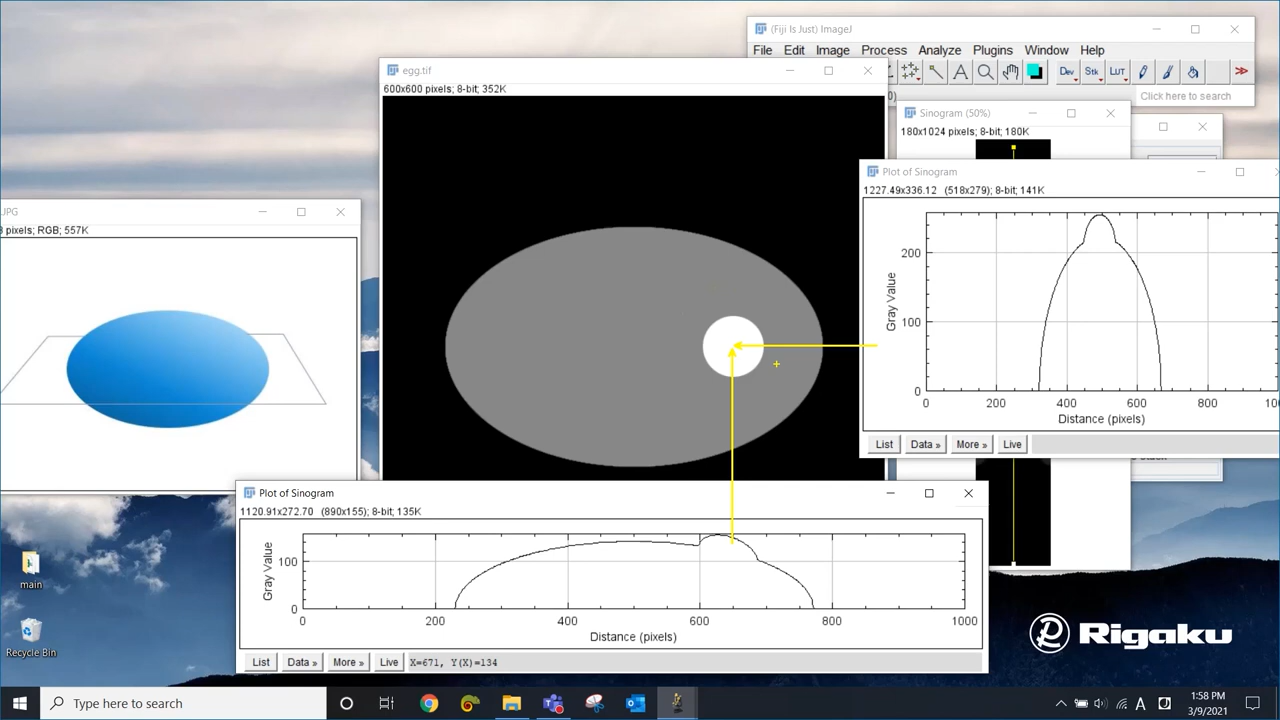 (Fiji Is Just) ImageJ
File Edit Image Process Analyze Plugins Window Help
Dev Stk LUT
Click here to search
egg.tif
600x600 pixels; 8-bit; 352K
Sinogram (50%)
180x1024 pixels; 8-bit; 180K
Plot of Sinogram
1227.49x336.12 (518x279); 8-bit; 141K
Gray Value
200
100
0
0 200 400 600 800
Distance (pixels)
List Data » More » Live
JPG
pixels; RGB; 557K
Plot of Sinogram
1120.91x272.70 (890x155); 8-bit; 135K
Gray Value
100
0
0 200 400 600 800 1000
Distance (pixels)
List Data » More » Live X=671, Y(X)=134
main
Recycle Bin
Rigaku
Type here to search
1:58 PM
3/9/2021